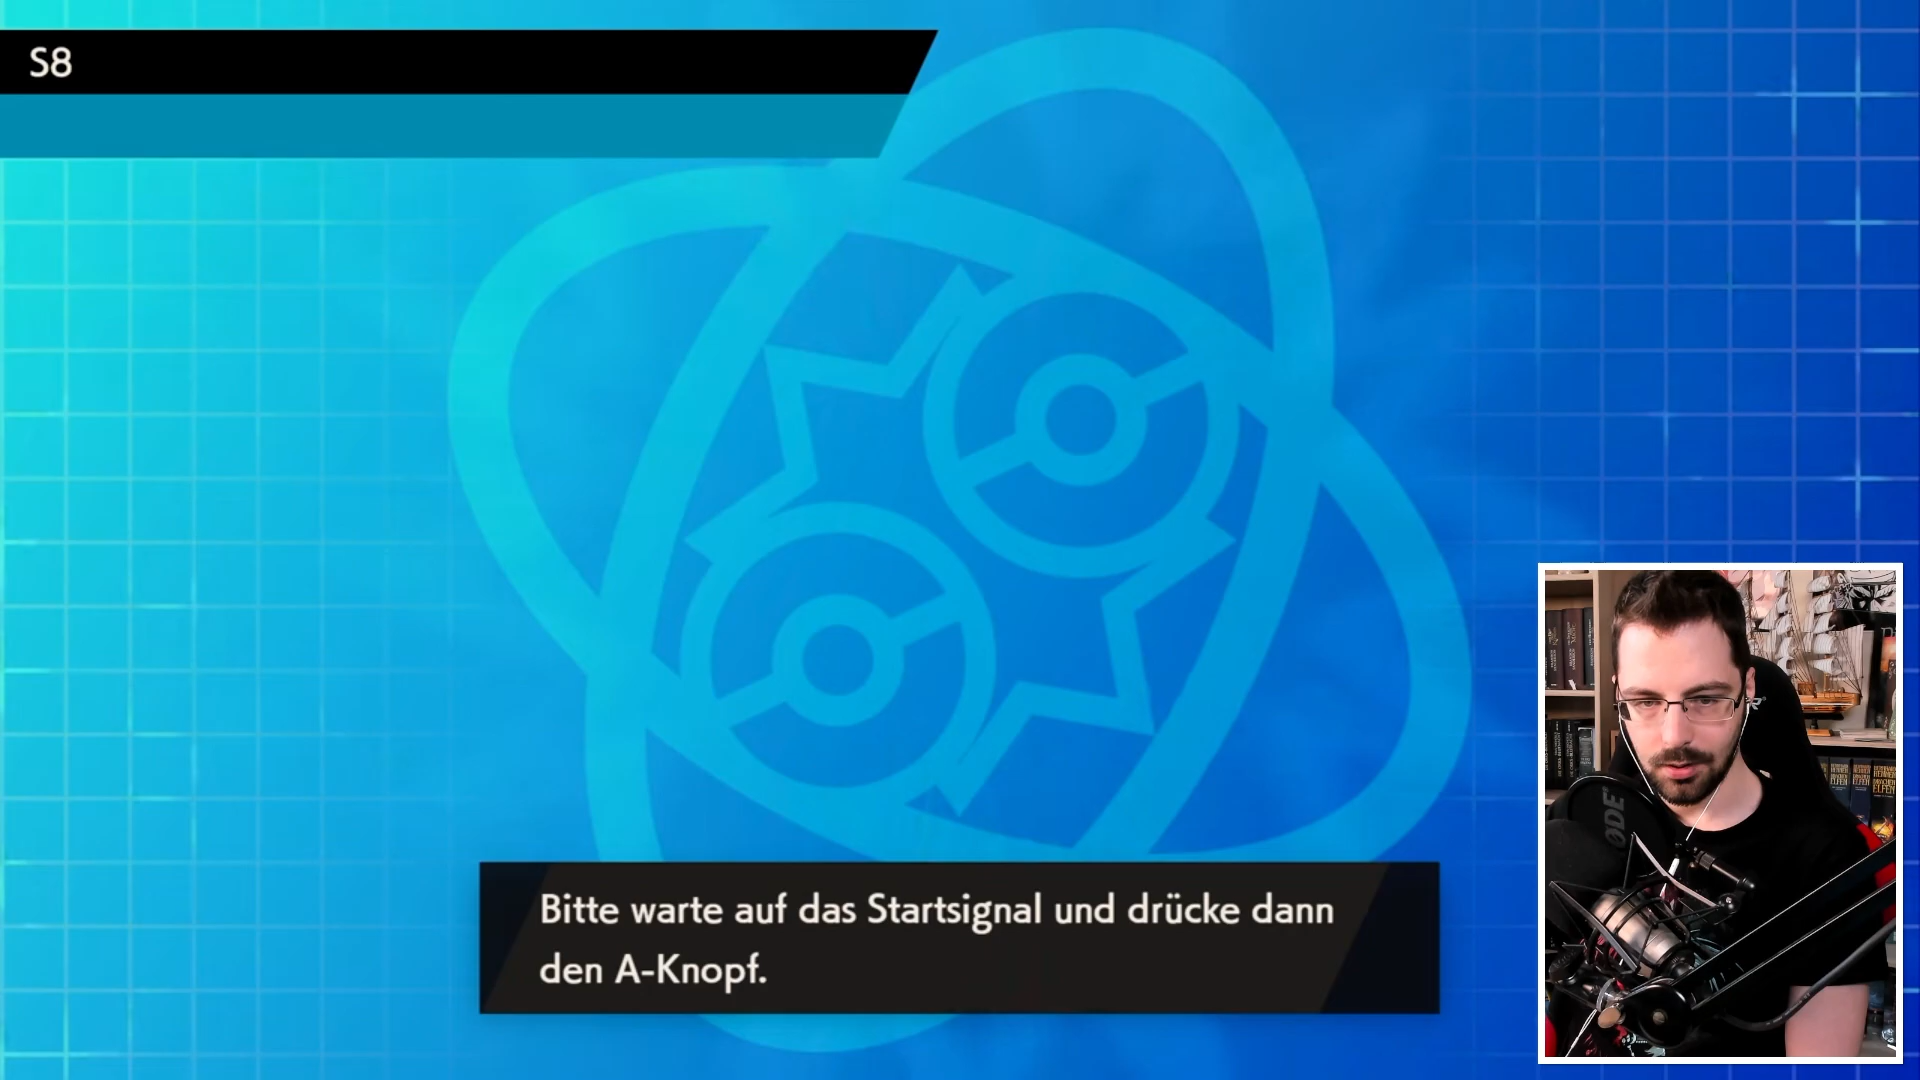 S8
Bitte warte auf das Startsignal und drücke dann
den A-Knopf.